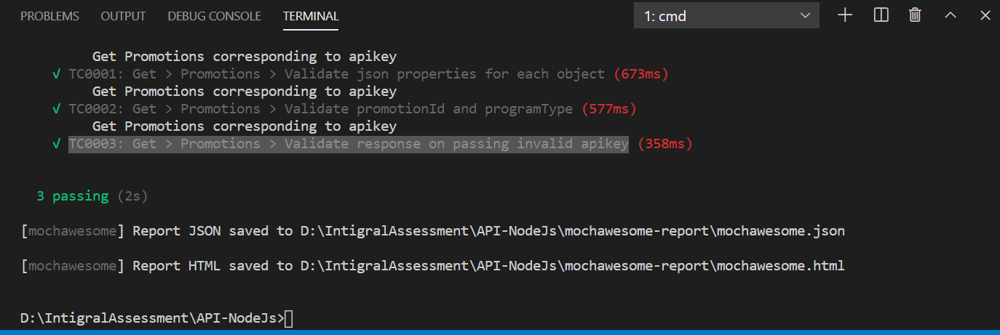 PROBLEMS OUTPUT DEBUG CONSOLE TERMINAL 1: cmd
Get Promotions corresponding to apikey
√ TC0001: Get > Promotions > Validate json properties for each object (673ms)
Get Promotions corresponding to apikey
√ TC0002: Get > Promotions > Validate promotionId and programType (577ms)
Get Promotions corresponding to apikey
√ TC0003: Get > Promotions > Validate response on passing invalid apikey (358ms)
3 passing (2s)
[mochawesome] Report JSON saved to D:\IntigralAssessment\API-NodeJs\mochawesome-report\mochawesome.json
[mochawesome] Report HTML saved to D:\IntigralAssessment\API-NodeJs\mochawesome-report\mochawesome.html
D:\IntigralAssessment\API-NodeJs>